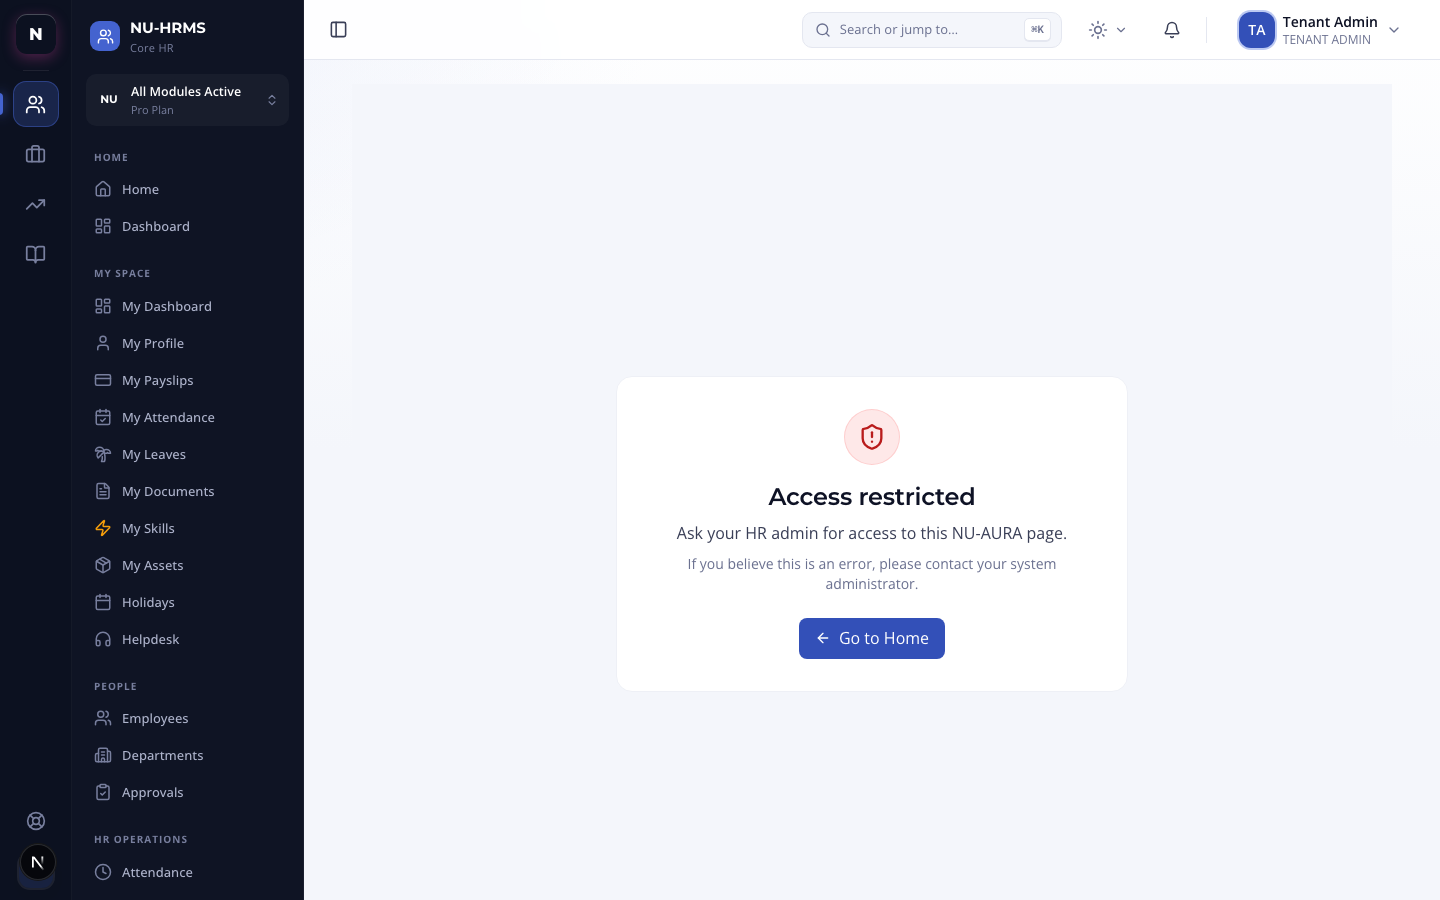 N
NU-HRMS
Core HR
NU
All Modules Active
Pro Plan
HOME
Home
Dashboard
MY SPACE
My Dashboard
My Profile
My Payslips
My Attendance
My Leaves
My Documents
My Skills
My Assets
Holidays
Helpdesk
PEOPLE
Employees
Departments
Approvals
HR OPERATIONS
Attendance
N
Search or jump to...
⌘K
TA
Tenant Admin
TENANT ADMIN
Access restricted
Ask your HR admin for access to this NU-AURA page.
If you believe this is an error, please contact your system
administrator.
Go to Home